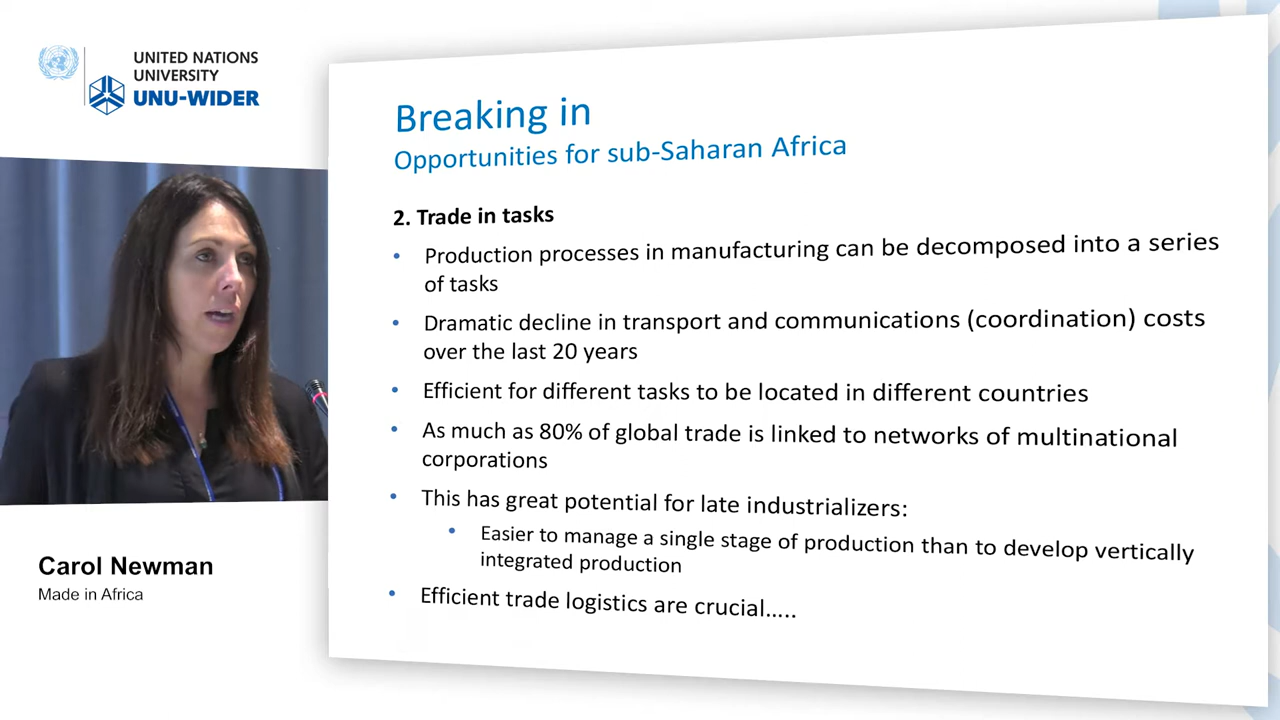 UNITED NATIONS
UNIVERSITY
UNU-WIDER
Breaking in
Opportunities for sub-Saharan Africa
2. Trade in tasks
• Production processes in manufacturing can be decomposed into a series
of tasks
• Dramatic decline in transport and communications (coordination) costs
over the last 20 years
• Efficient for different tasks to be located in different countries
• As much as 80% of global trade is linked to networks of multinational
corporations
• This has great potential for late industrializers:
• Easier to manage a single stage of production than to develop vertically
integrated production
• Efficient trade logistics are crucial.....
Carol Newman
Made in Africa